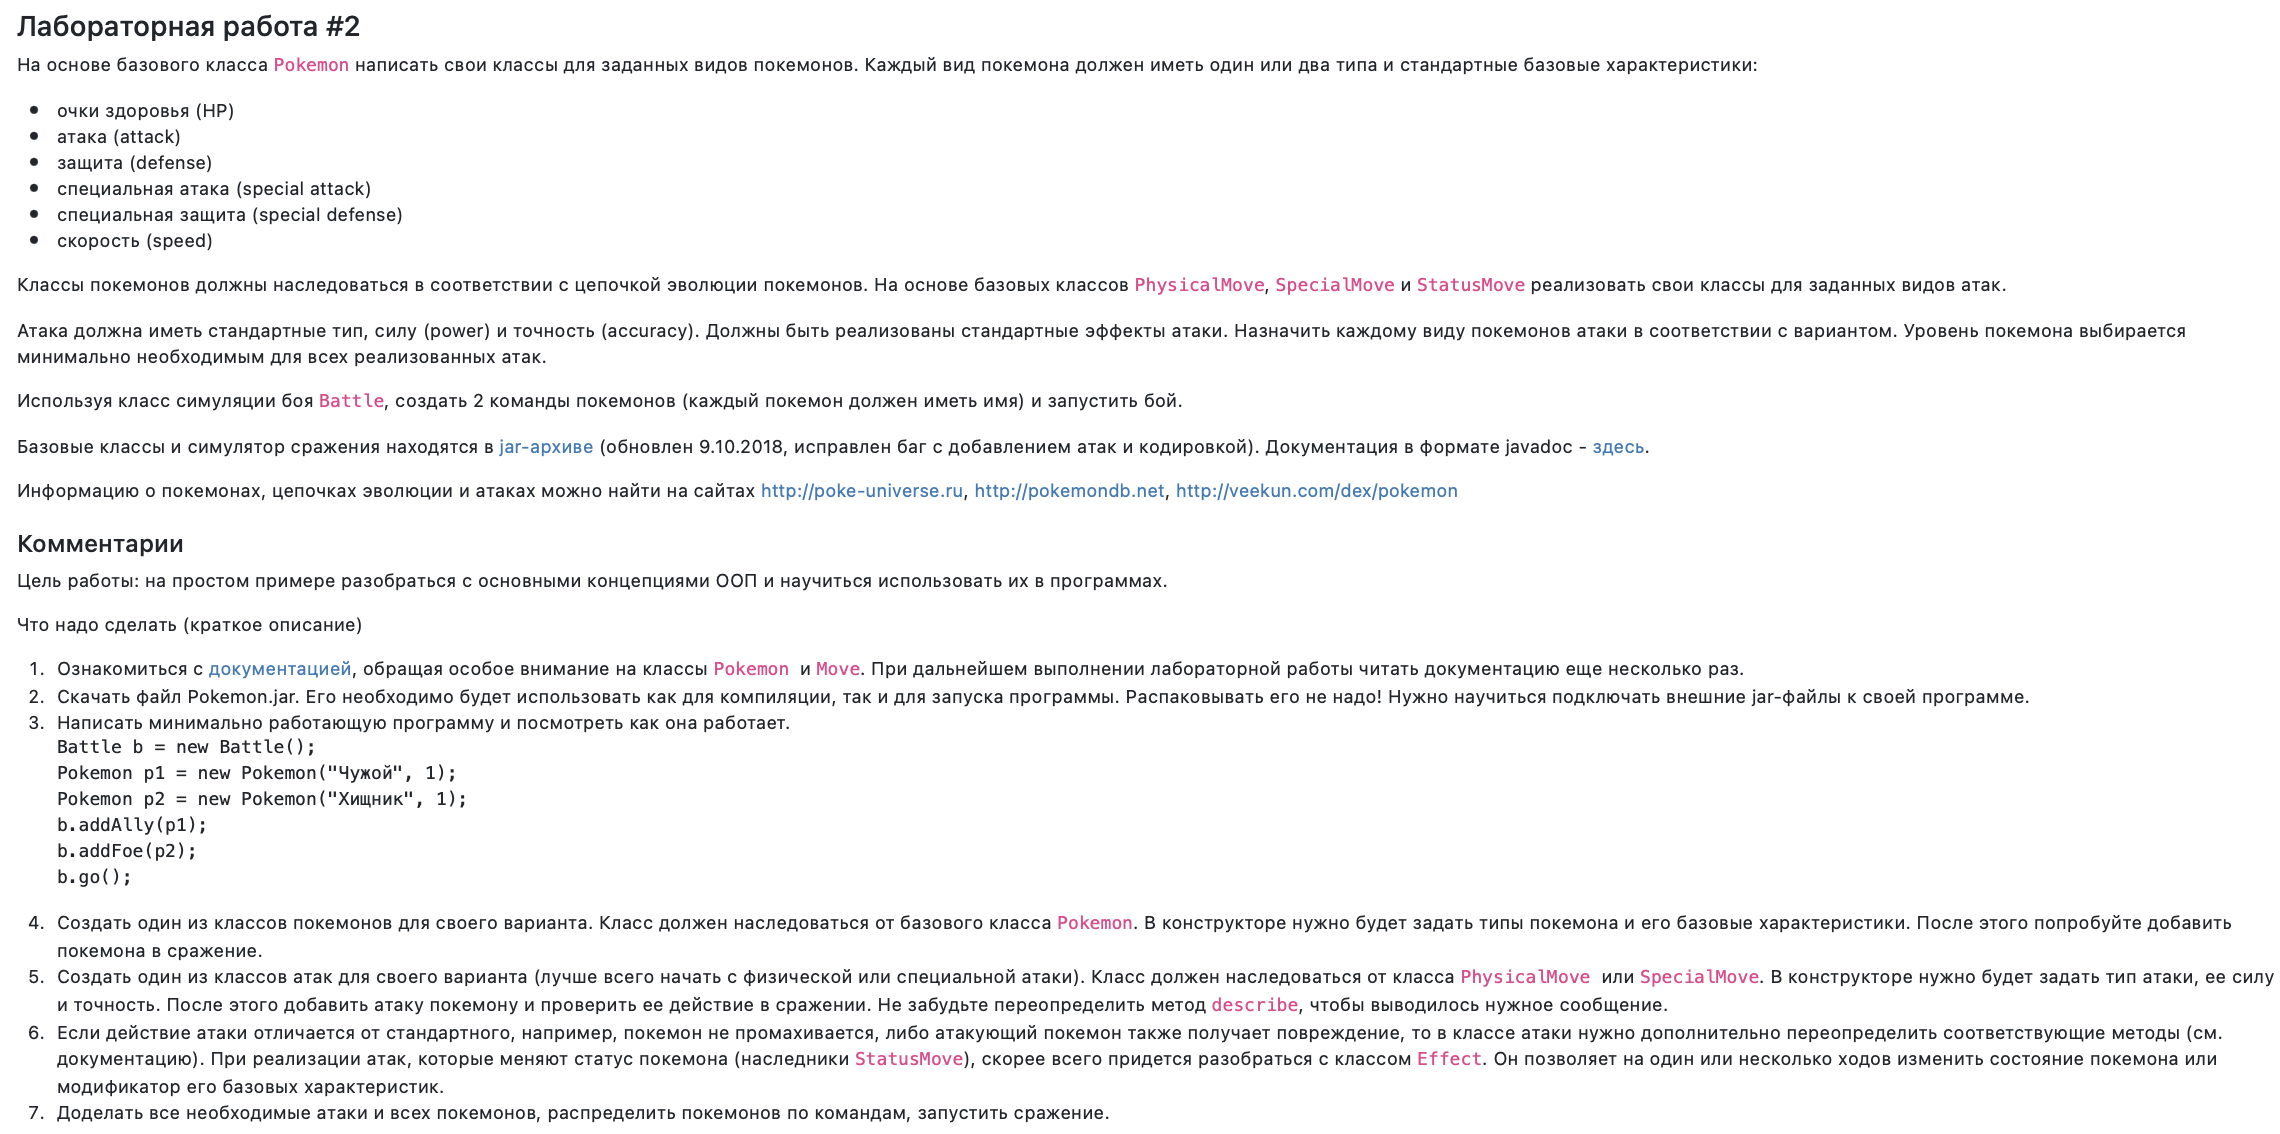 Лабораторная работа #2
На основе базового класса Pokemon написать свои классы для заданных видов покемонов. Каждый вид покемона должен иметь один или два типа и стандартные базовые характеристики:
• очки здоровья (HP)
• атака (attack)
• защита (defense)
• специальная атака (special attack)
• специальная защита (special defense)
• скорость (speed)
Классы покемонов должны наследоваться в соответствии с цепочкой эволюции покемонов. На основе базовых классов PhysicalMove, SpecialMove и StatusMove реализовать свои классы для заданных видов атак.
Атака должна иметь стандартные тип, силу (power) и точность (accuracy). Должны быть реализованы стандартные эффекты атаки. Назначить каждому виду покемонов атаки в соответствии с вариантом. Уровень покемона выбирается
минимально необходимым для всех реализованных атак.
Используя класс симуляции боя Battle, создать 2 команды покемонов (каждый покемон должен иметь имя) и запустить бой.
Базовые классы и симулятор сражения находятся в jar-архиве (обновлен 9.10.2018, исправлен баг с добавлением атак и кодировкой). Документация в формате javadoc - здесь.
Информацию о покемонах, цепочках эволюции и атаках можно найти на сайтах http://poke-universe.ru, http://pokemondb.net, http://veekun.com/dex/pokemon
Комментарии
Цель работы: на простом примере разобраться с основными концепциями ООП и научиться использовать их в программах.
Что надо сделать (краткое описание)
1. Ознакомиться с документацией, обращая особое внимание на классы Pokemon и Move. При дальнейшем выполнении лабораторной работы читать документацию еще несколько раз.
2. Скачать файл Pokemon.jar. Его необходимо будет использовать как для компиляции, так и для запуска программы. Распаковывать его не надо! Нужно научиться подключать внешние jar-файлы к своей программе.
3. Написать минимально работающую программу и посмотреть как она работает.
Battle b = new Battle();
Pokemon p1 = new Pokemon("Чужой", 1);
Pokemon p2 = new Pokemon("Хищник", 1);
b.addAlly(p1);
b.addFoe(p2);
b.go();
4. Создать один из классов покемонов для своего варианта. Класс должен наследоваться от базового класса Pokemon. В конструкторе нужно будет задать типы покемона и его базовые характеристики. После этого попробуйте добавить
покемона в сражение.
5. Создать один из классов атак для своего варианта (лучше всего начать с физической или специальной атаки). Класс должен наследоваться от класса PhysicalMove или SpecialMove. В конструкторе нужно будет задать тип атаки, ее силу
и точность. После этого добавить атаку покемону и проверить ее действие в сражении. Не забудьте переопределить метод describe, чтобы выводилось нужное сообщение.
6. Если действие атаки отличается от стандартного, например, покемон не промахивается, либо атакующий покемон также получает повреждение, то в классе атаки нужно дополнительно переопределить соответствующие методы (см.
документацию). При реализации атак, которые меняют статус покемона (наследники StatusMove), скорее всего придется разобраться с классом Effect. Он позволяет на один или несколько ходов изменить состояние покемона или
модификатор его базовых характеристик.
7. Доделать все необходимые атаки и всех покемонов, распределить покемонов по командам, запустить сражение.